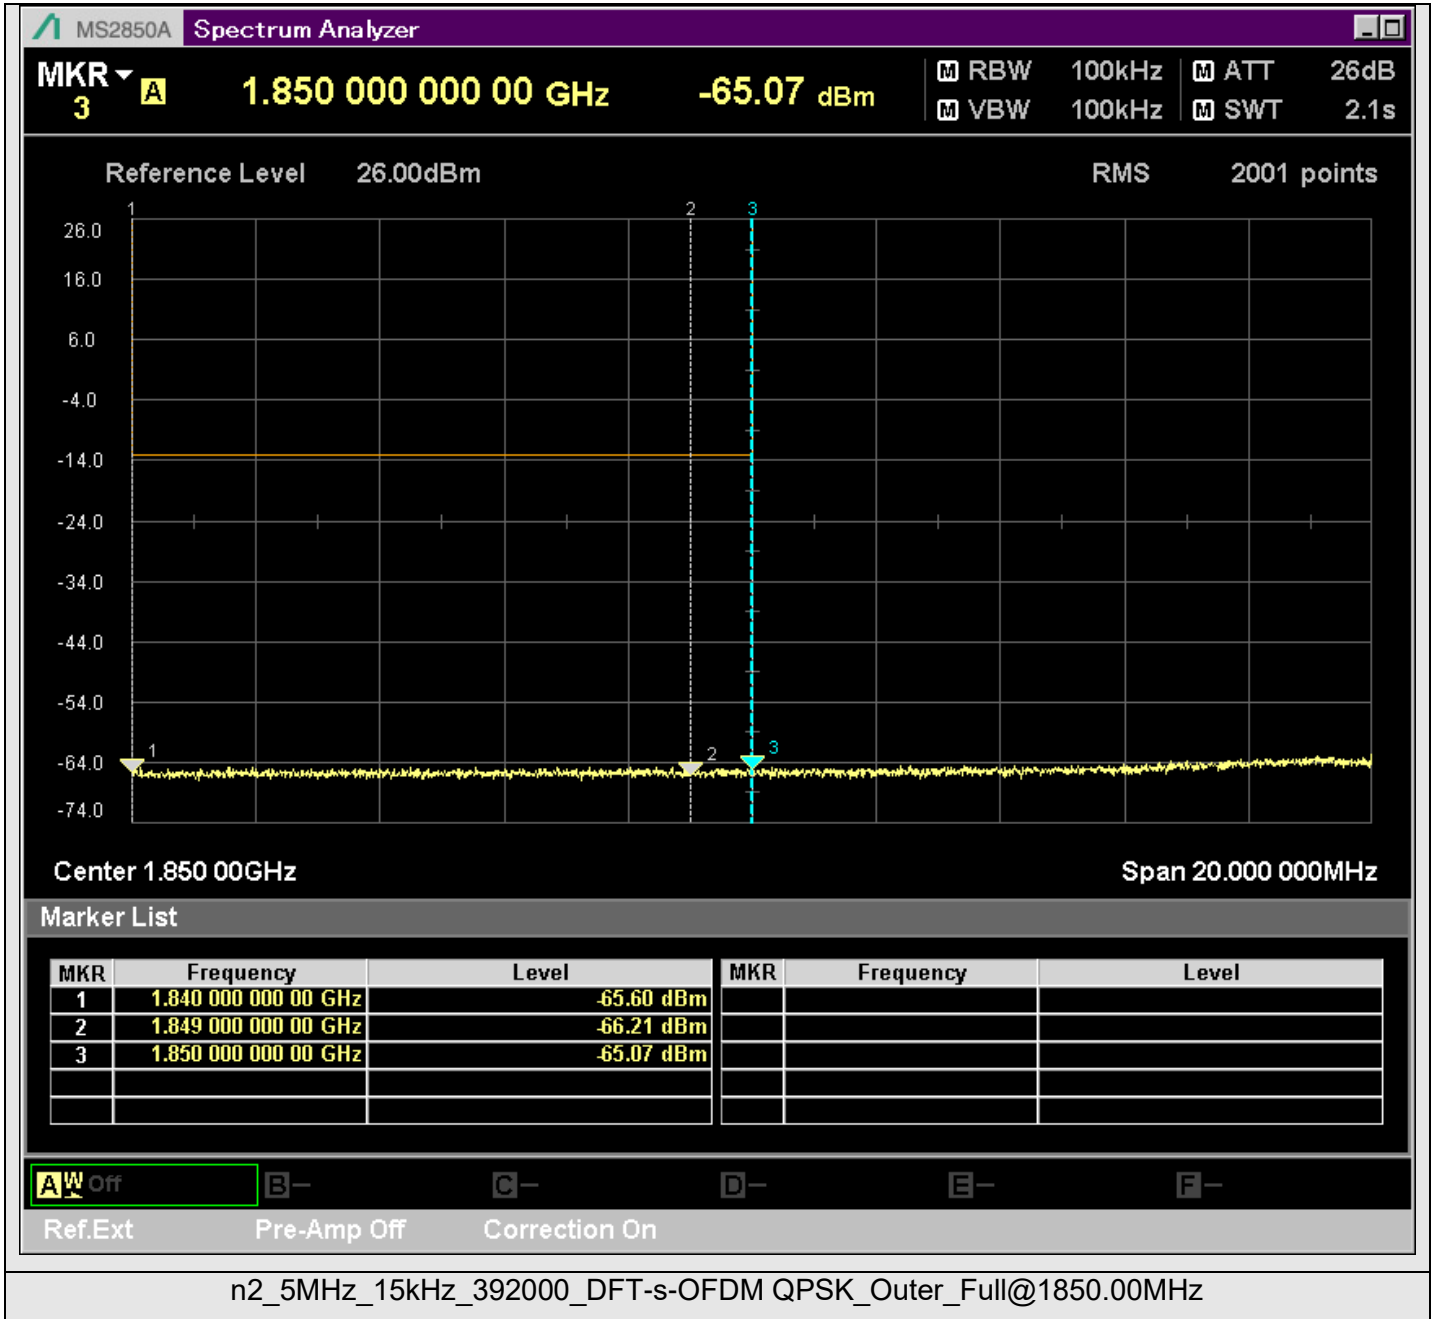 MS2850A Spectrum Analyzer
MKR A 1.850 000 000 00 GHz -65.07 dBm M RBW 100kHz M ATT 26dB
3 M VBW 100kHz M SWT 2.1s
Reference Level 26.00dBm RMS 2001 points
1 2 3
26.0
16.0
6.0
-4.0
-14.0
-24.0
-34.0
-44.0
-54.0
1 2 3
-64.0
-74.0
Center 1.850 00GHz Span 20.000 000MHz
Marker List
MKR Frequency Level MKR Frequency Level
1 1.840 000 000 00 GHz -65.60 dBm
2 1.849 000 000 00 GHz -66.21 dBm
3 1.850 000 000 00 GHz -65.07 dBm
A W Off B- C- D- E- F-
Ref.Ext Pre-Amp Off Correction On
n2_5MHz_15kHz_392000_DFT-s-OFDM QPSK_Outer_Full@1850.00MHz